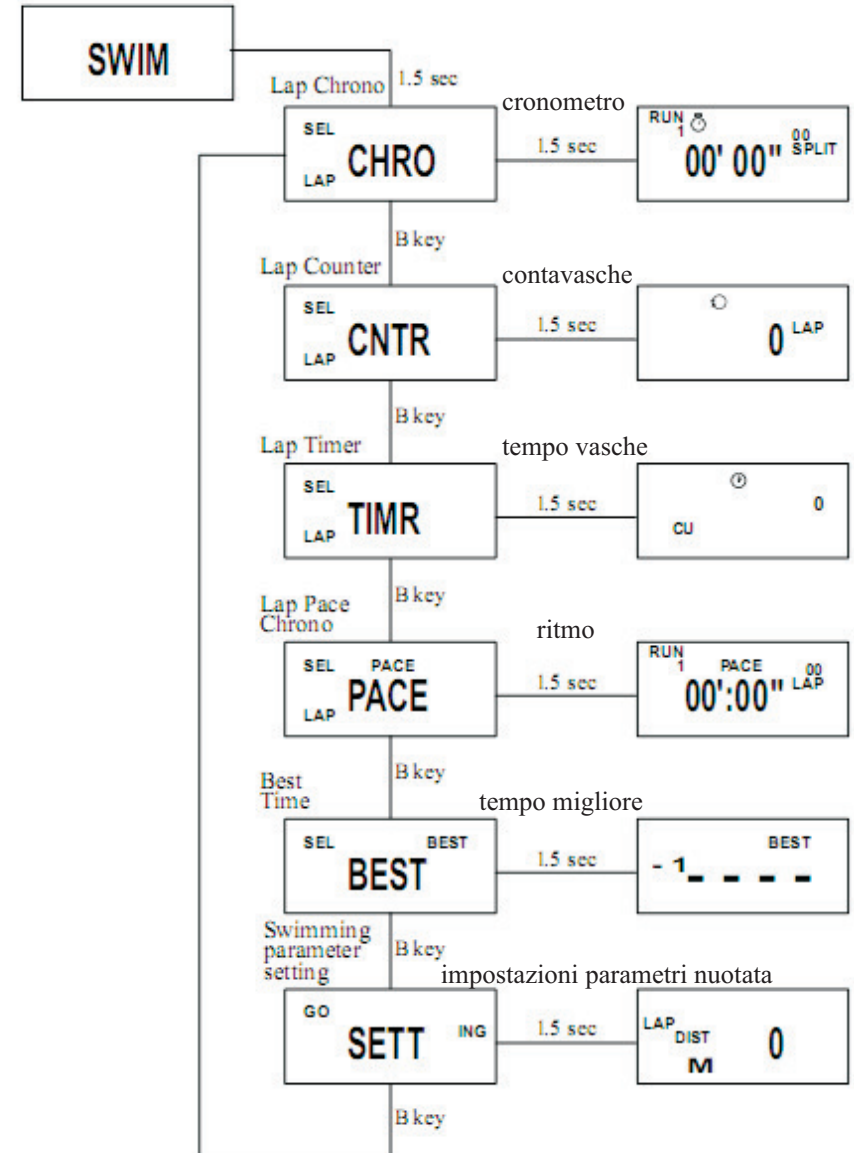 SWIM
1.5 sec
Lap Chrono
cronometro
SEL
CHRO
LAP
1.5 sec
RUN
1
00' 00"
00
SPLIT
B key
Lap Counter
contavasche
SEL
CNTR
LAP
1.5 sec
0 LAP
B key
Lap Timer
tempo vasche
SEL
TIMR
LAP
1.5 sec
0
CU
B key
Lap Pace
Chrono
ritmo
SEL PACE
PACE
LAP
1.5 sec
RUN
1
PACE
00
00':00" LAP
B key
Best
Time
tempo migliore
SEL BEST
BEST
1.5 sec
BEST
- 1 - - - -
Swimming
parameter
setting
B key
impostazioni parametri nuotata
GO
SETT ING
1.5 sec
LAP
DIST
M
0
B key